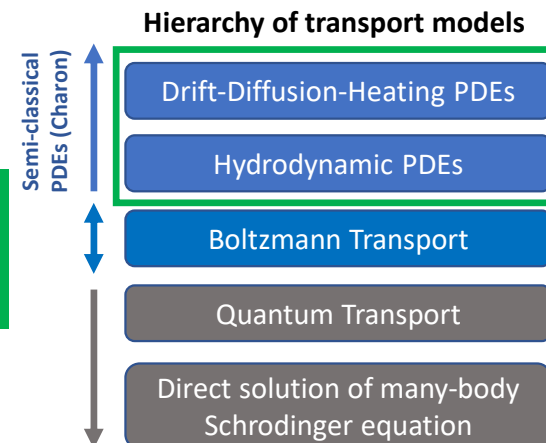 Hierarchy of transport models
Semi-classical
PDEs (Charon)
Drift-Diffusion-Heating PDEs
Hydrodynamic PDEs
Boltzmann Transport
Quantum Transport
Direct solution of many-body
Schrodinger equation